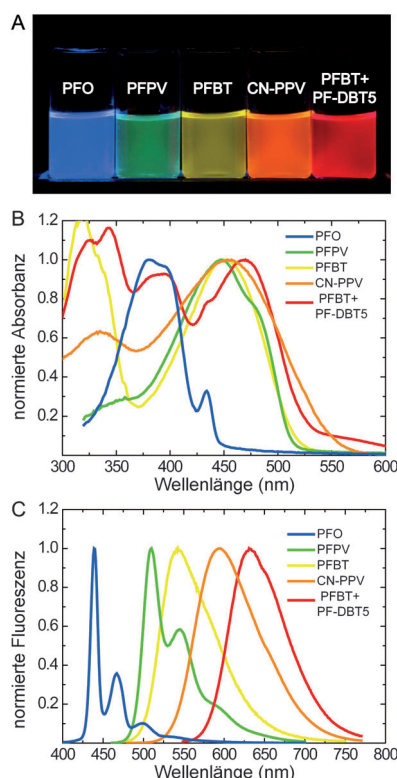 A
PFO
PFPV
PFBT
CN-PPV
PFBT+
PF-DBT5
B
1.2
1.0
0.8
0.6
0.4
0.2
normierte Absorbanz
PFO
PFPV
PFBT
CN-PPV
PFBT+
PF-DBT5
300 350 400 450 500 550 600
Wellenlänge (nm)
C
1.2
1.0
0.8
0.6
0.4
0.2
normierte Fluoreszenz
PFO
PFPV
PFBT
CN-PPV
PFBT+
PF-DBT5
400 450 500 550 600 650 700 750 800
Wellenlänge (nm)